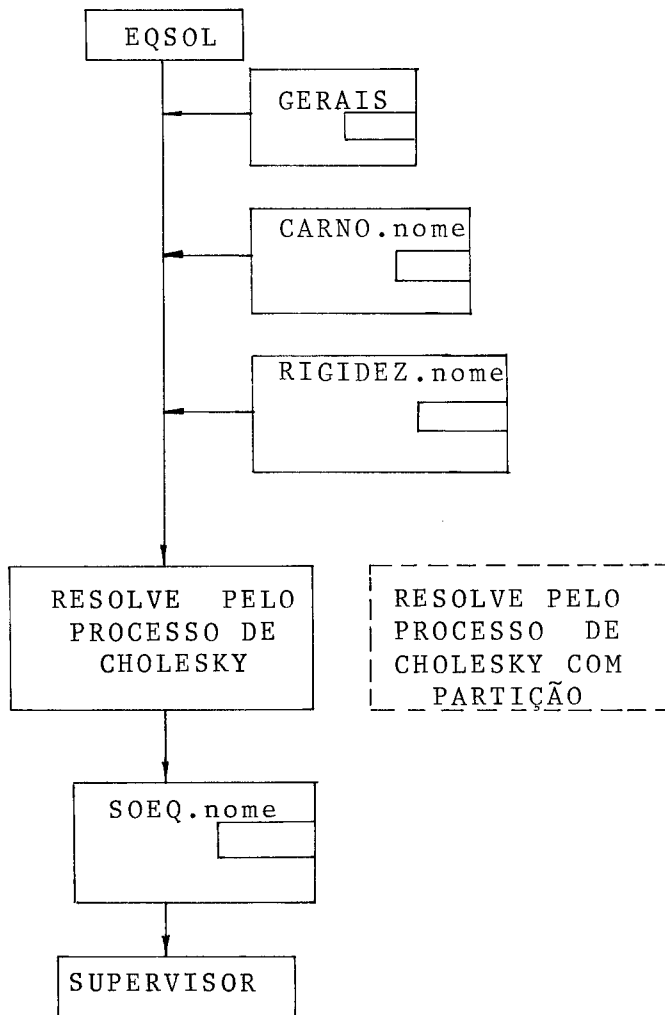 EQSOL
GERAIS
CARNO.nome
RIGIDEZ.nome
RESOLVE PELO
PROCESSO DE
CHOLESKY
RESOLVE PELO
PROCESSO DE
CHOLESKY COM
PARTIÇÃO
SOEQ.nome
SUPERVISOR